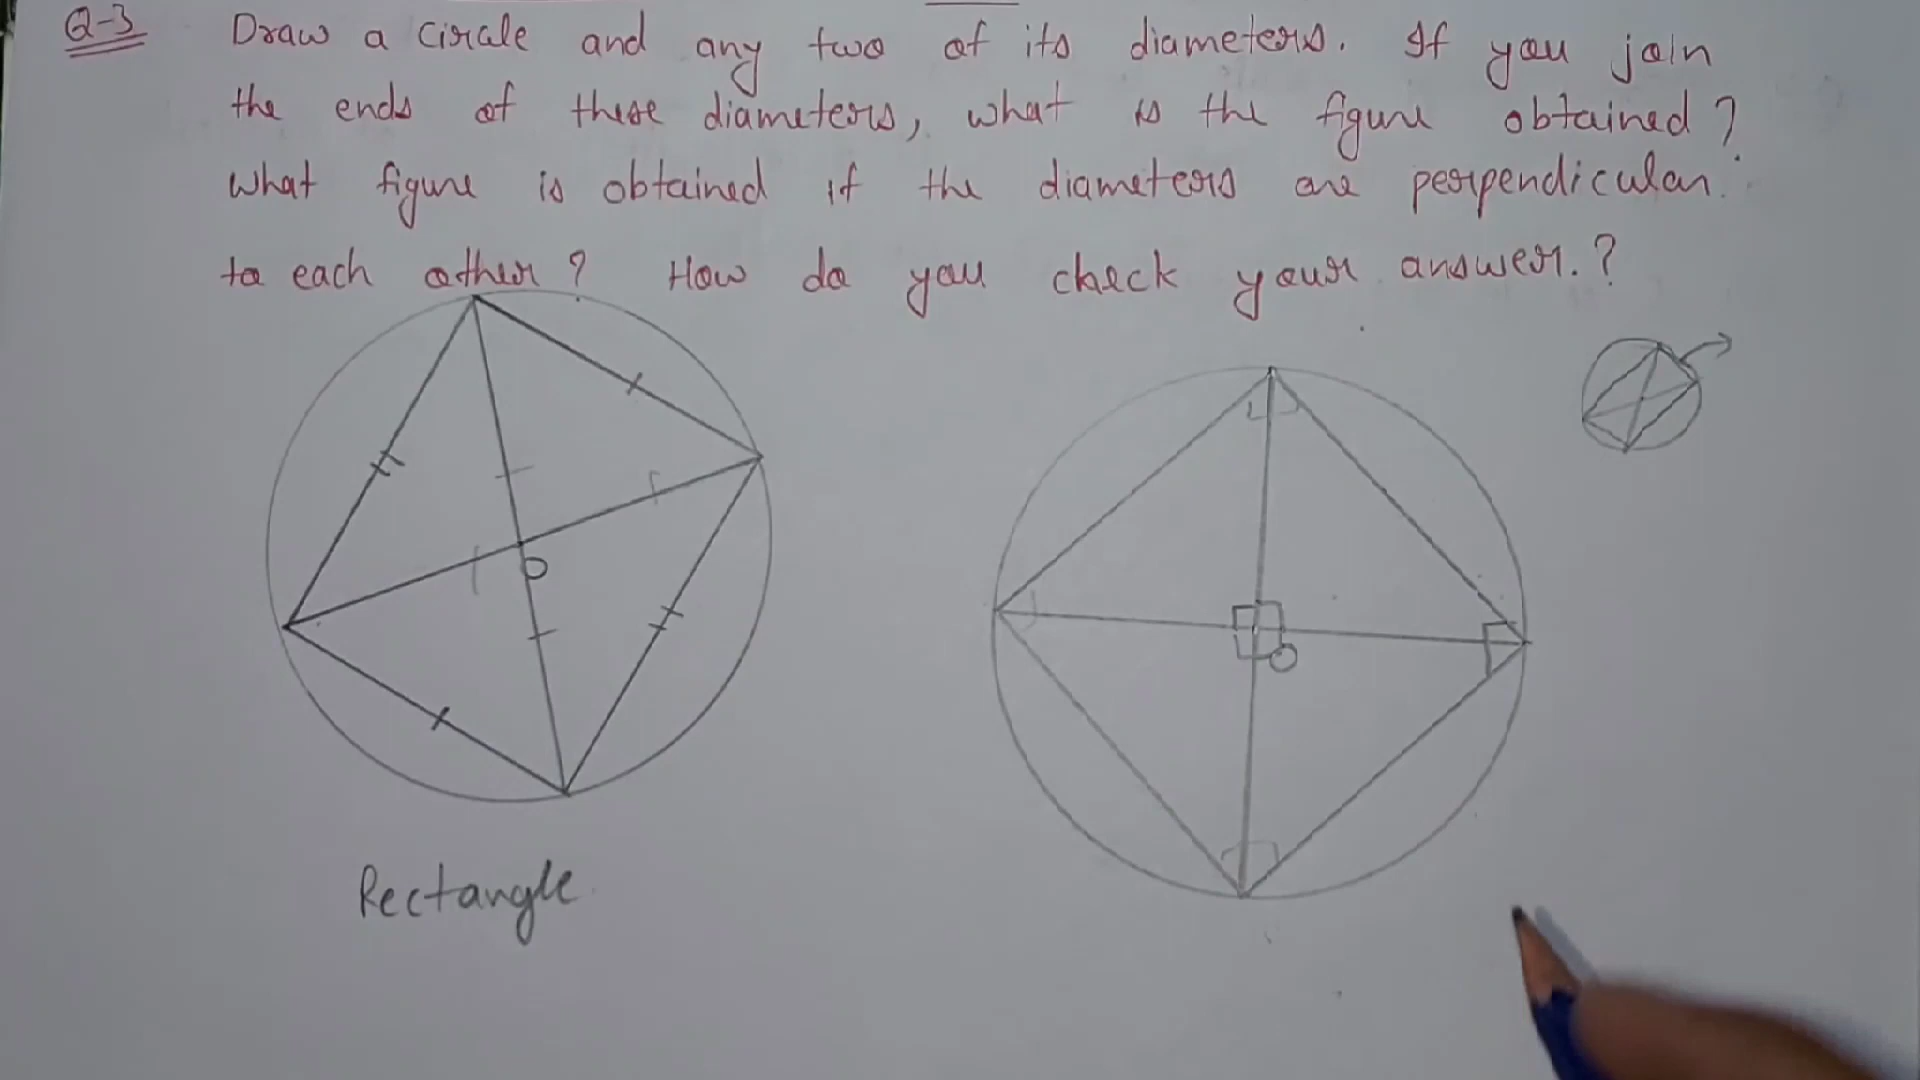 Q-3 Draw a circle and any two of its diameters. If you join
the ends of these diameters, what is the figure obtained?
What figure is obtained if the diameters are perpendicular
to each other? How do you check your answer.?
O
O
Rectangle